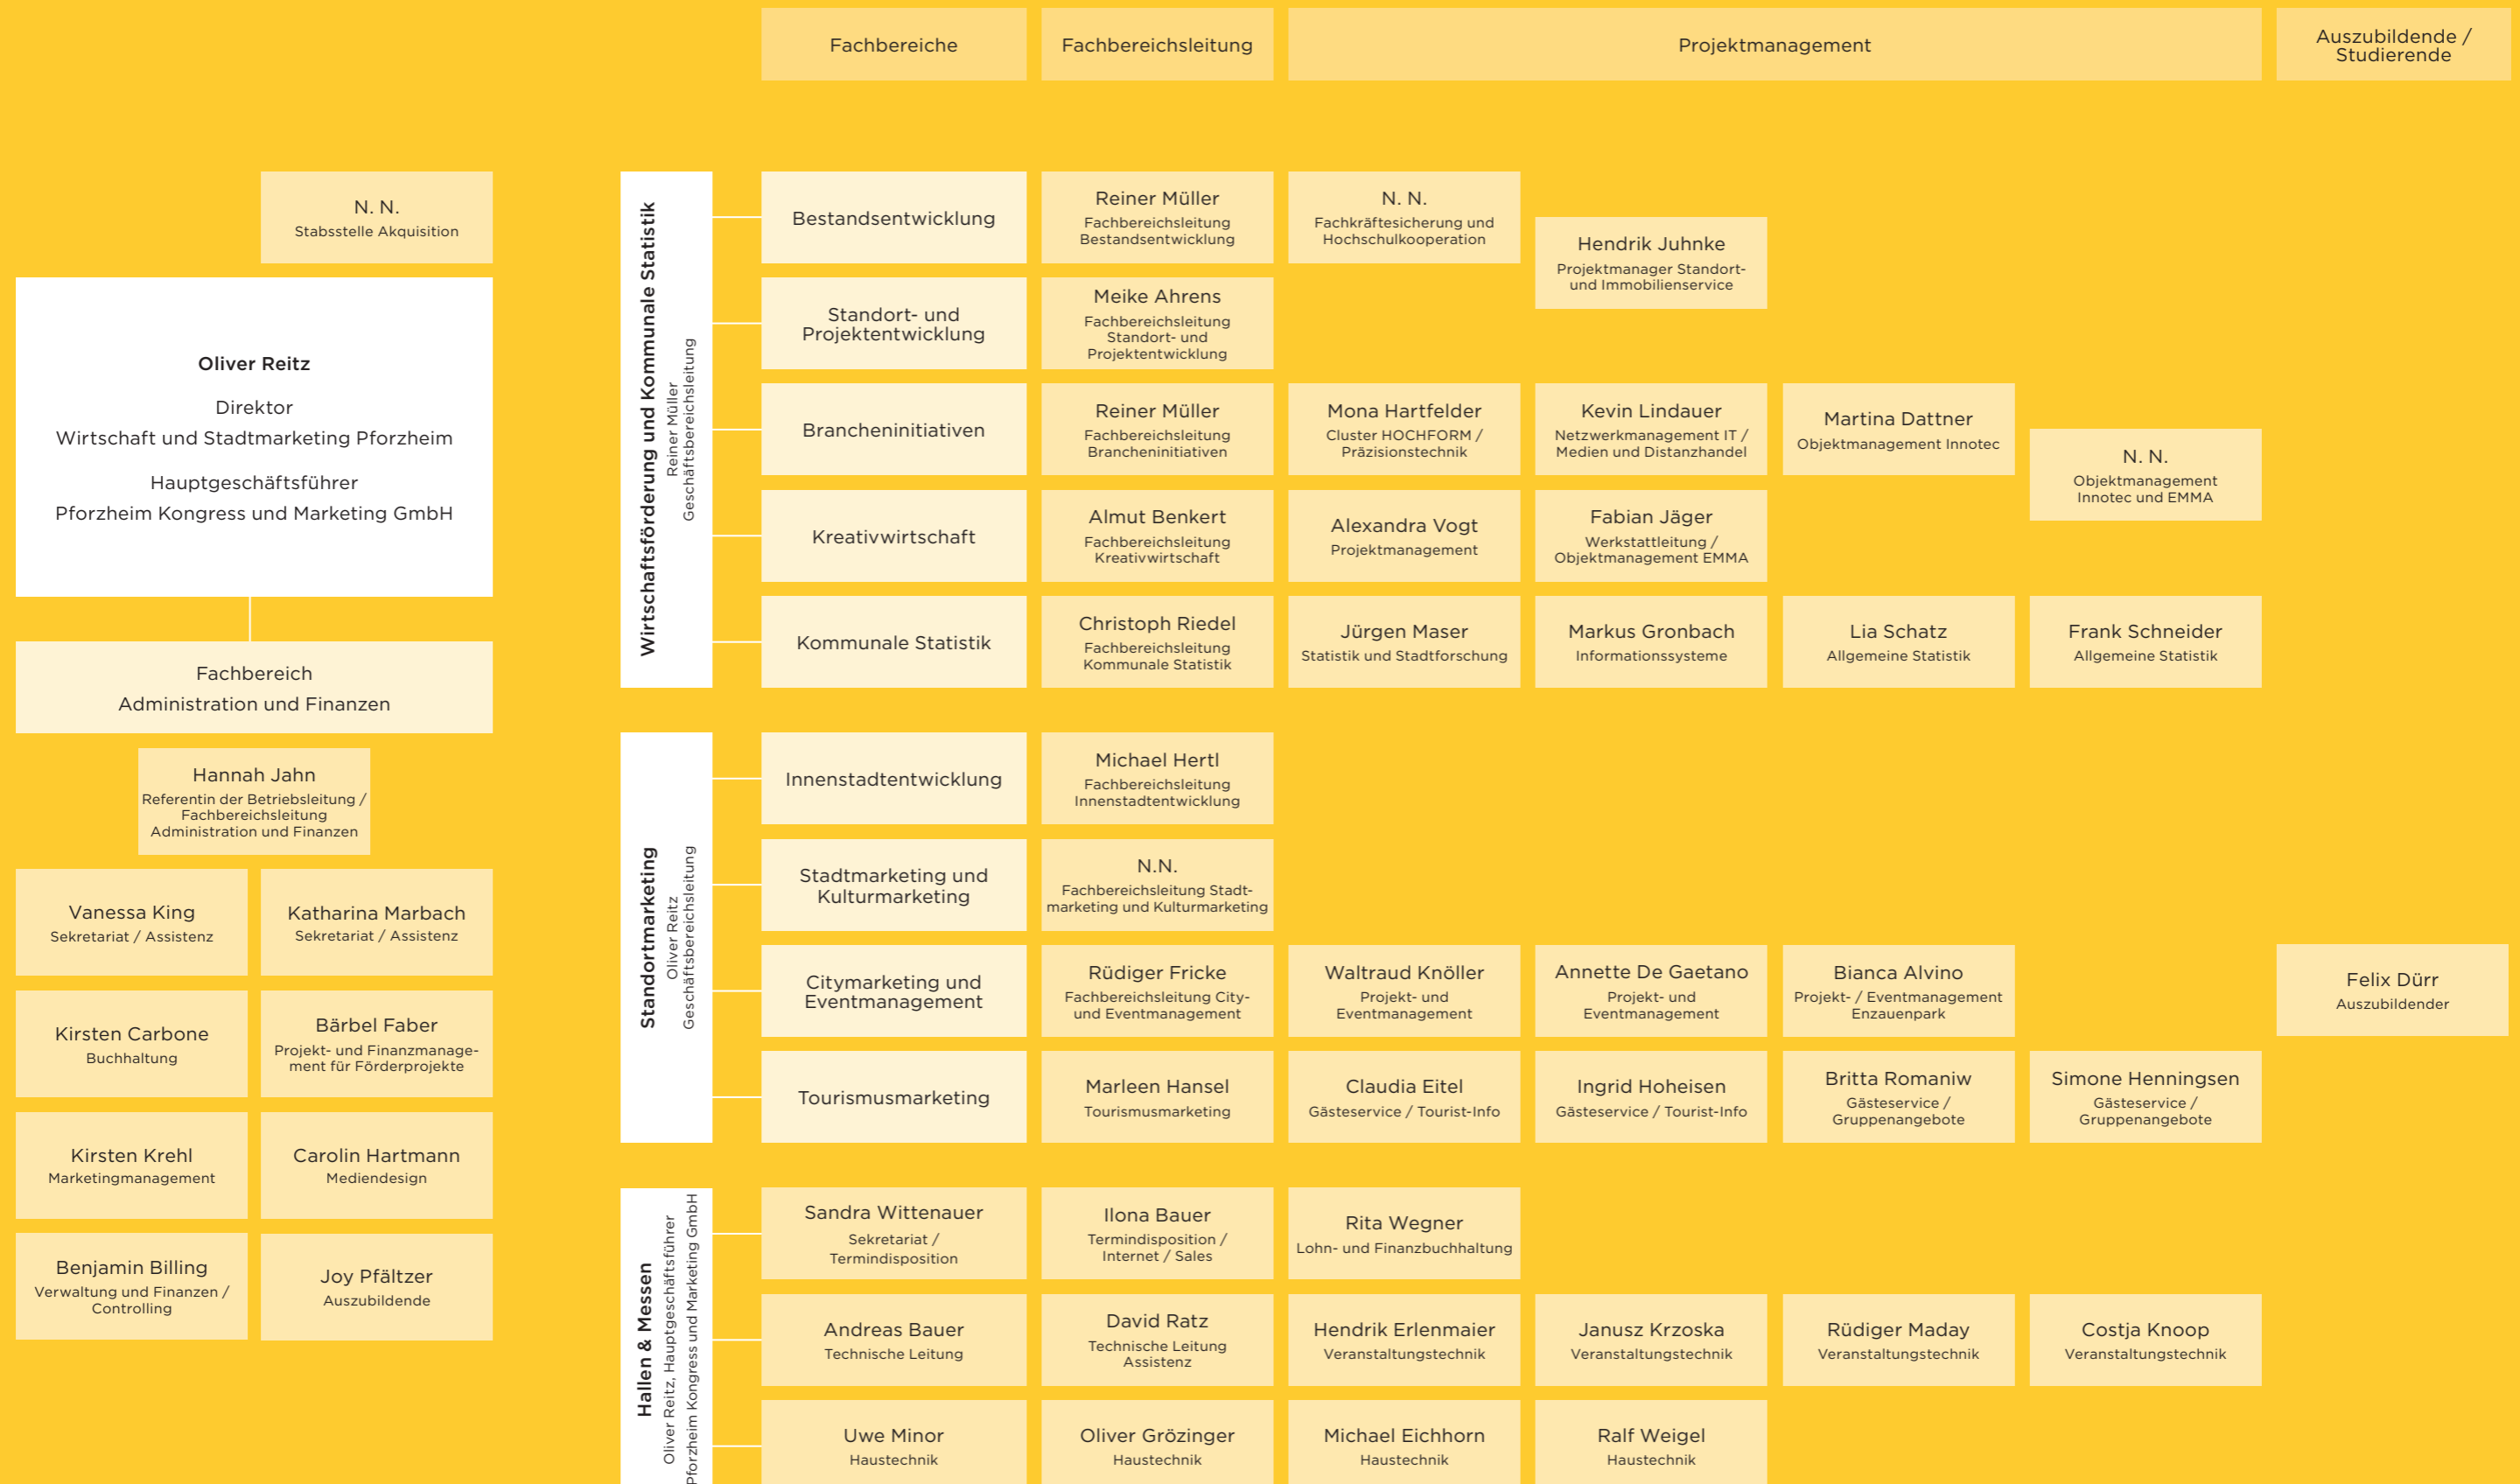 Fachbereiche
Fachbereichsleitung
Projektmanagement
Auszubildende /
Studierende
N. N.
Stabsstelle Akquisition
Oliver Reitz
Direktor
Wirtschaft und Stadtmarketing Pforzheim
Hauptgeschäftsführer
Pforzheim Kongress und Marketing GmbH
Fachbereich
Administration und Finanzen
Hannah Jahn
Referentin der Betriebsleitung /
Fachbereichsleitung
Administration und Finanzen
Vanessa King
Sekretariat / Assistenz
Katharina Marbach
Sekretariat / Assistenz
Kirsten Carbone
Buchhaltung
Bärbel Faber
Projekt- und Finanzmanage-
ment für Förderprojekte
Kirsten Krehl
Marketingmanagement
Carolin Hartmann
Mediendesign
Benjamin Billing
Verwaltung und Finanzen /
Controlling
Joy Pfältzer
Auszubildende
Wirtschaftsförderung und Kommunale Statistik
Reiner Müller
Geschäftsbereichsleitung
Bestandsentwicklung
Reiner Müller
Fachbereichsleitung
Bestandsentwicklung
N. N.
Fachkräftesicherung und
Hochschulkooperation
Hendrik Juhnke
Projektmanager Standort-
und Immobilienservice
Standort- und
Projektentwicklung
Meike Ahrens
Fachbereichsleitung
Standort- und
Projektentwicklung
Brancheninitiativen
Reiner Müller
Fachbereichsleitung
Brancheninitiativen
Mona Hartfelder
Cluster HOCHFORM /
Präzisionstechnik
Kevin Lindauer
Netzwerkmanagement IT /
Medien und Distanzhandel
Martina Dattner
Objektmanagement Innotec
N. N.
Objektmanagement
Innotec und EMMA
Kreativwirtschaft
Almut Benkert
Fachbereichsleitung
Kreativwirtschaft
Alexandra Vogt
Projektmanagement
Fabian Jäger
Werkstattleitung /
Objektmanagement EMMA
Kommunale Statistik
Christoph Riedel
Fachbereichsleitung
Kommunale Statistik
Jürgen Maser
Statistik und Stadtforschung
Markus Gronbach
Informationssysteme
Lia Schatz
Allgemeine Statistik
Frank Schneider
Allgemeine Statistik
Standortmarketing
Oliver Reitz
Geschäftsbereichsleitung
Innenstadtentwicklung
Michael Hertl
Fachbereichsleitung
Innenstadtentwicklung
Stadtmarketing und
Kulturmarketing
N.N.
Fachbereichsleitung Stadt-
marketing und Kulturmarketing
Citymarketing und
Eventmanagement
Rüdiger Fricke
Fachbereichsleitung City-
und Eventmanagement
Waltraud Knöller
Projekt- und
Eventmanagement
Annette De Gaetano
Projekt- und
Eventmanagement
Bianca Alvino
Projekt- / Eventmanagement
Enzauenpark
Felix Dürr
Auszubildender
Tourismusmarketing
Marleen Hansel
Tourismusmarketing
Claudia Eitel
Gästeservice / Tourist-Info
Ingrid Hoheisen
Gästeservice / Tourist-Info
Britta Romaniw
Gästeservice /
Gruppenangebote
Simone Henningsen
Gästeservice /
Gruppenangebote
Hallen & Messen
Oliver Reitz, Hauptgeschäftsführer
Pforzheim Kongress und Marketing GmbH
Sandra Wittenauer
Sekretariat /
Termindisposition
Ilona Bauer
Termindisposition /
Internet / Sales
Rita Wegner
Lohn- und Finanzbuchhaltung
Andreas Bauer
Technische Leitung
David Ratz
Technische Leitung
Assistenz
Hendrik Erlenmaier
Veranstaltungstechnik
Janusz Krzoska
Veranstaltungstechnik
Rüdiger Maday
Veranstaltungstechnik
Costja Knoop
Veranstaltungstechnik
Uwe Minor
Haustechnik
Oliver Grözinger
Haustechnik
Michael Eichhorn
Haustechnik
Ralf Weigel
Haustechnik